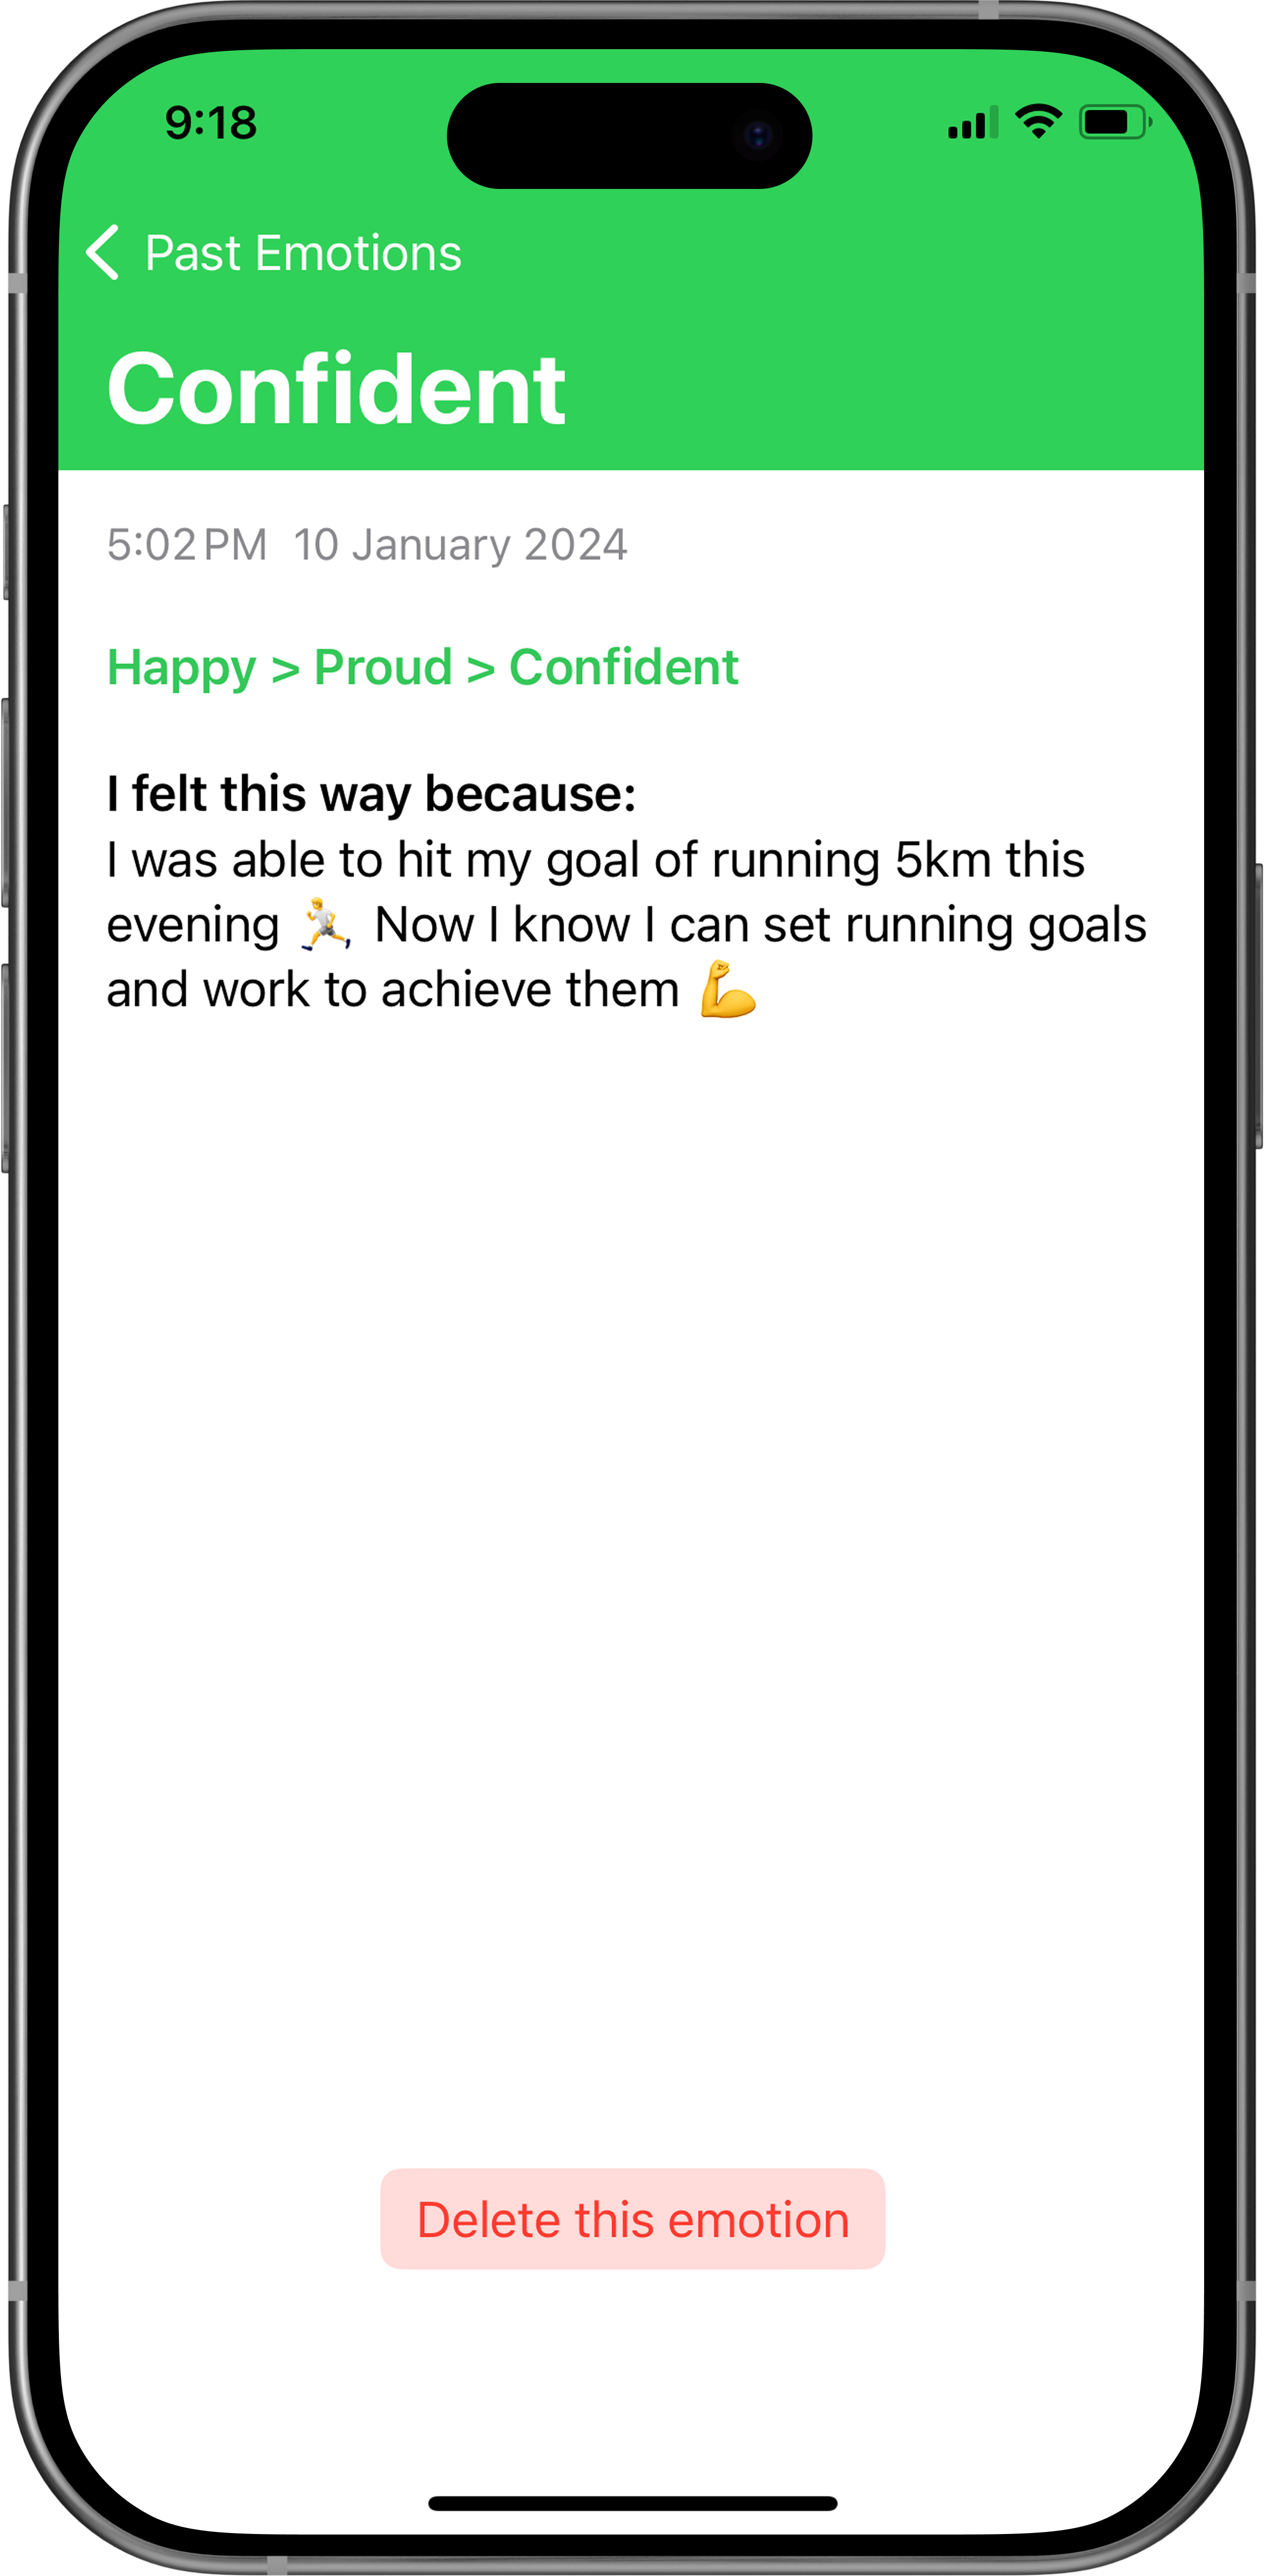 9:18
Past Emotions
Confident
5:02 PM 10 January 2024
Happy > Proud > Confident
I felt this way because:
I was able to hit my goal of running 5km this
evening 🏃 Now I know I can set running goals
and work to achieve them 💪
Delete this emotion